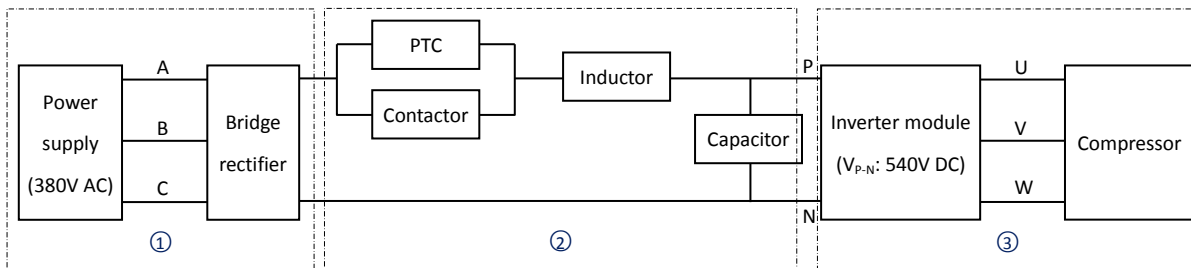 PTC
A
P
U
Inductor
Power
supply
(380V AC)
B
Bridge
rectifier
Contactor
Capacitor
Inverter module
(VP-N: 540V DC)
V
Compressor
C
W
N
①
②
③